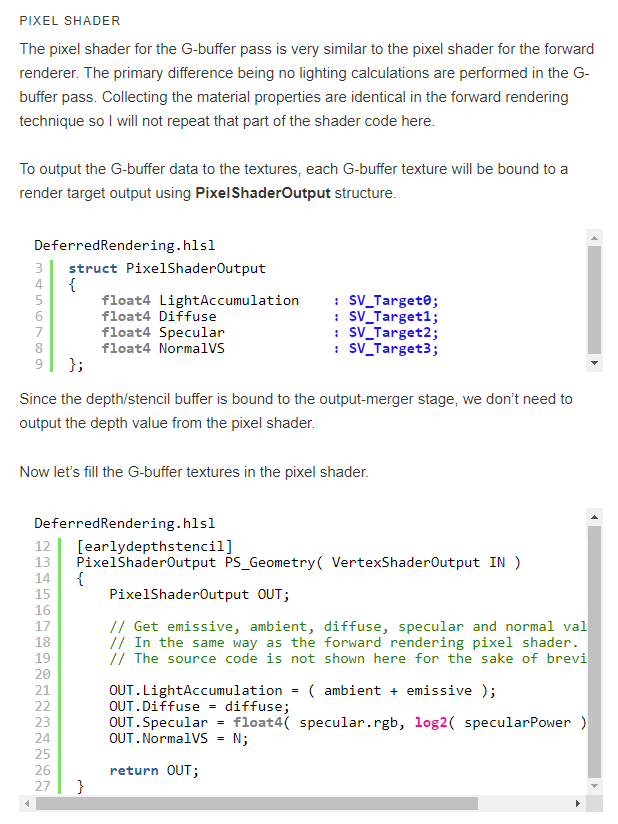 PIXEL SHADER
The pixel shader for the G-buffer pass is very similar to the pixel shader for the forward
renderer. The primary difference being no lighting calculations are performed in the G-
buffer pass. Collecting the material properties are identical in the forward rendering
technique so I will not repeat that part of the shader code here.
To output the G-buffer data to the textures, each G-buffer texture will be bound to a
render target output using PixelShaderOutput structure.
DeferredRendering.hlsl
3 struct PixelShaderOutput
4 {
5     float4 LightAccumulation    : SV_Target0;
6     float4 Diffuse              : SV_Target1;
7     float4 Specular             : SV_Target2;
8     float4 NormalVS             : SV_Target3;
9 };
Since the depth/stencil buffer is bound to the output-merger stage, we don’t need to
output the depth value from the pixel shader.
Now let’s fill the G-buffer textures in the pixel shader.
DeferredRendering.hlsl
12 [earlydepthstencil]
13 PixelShaderOutput PS_Geometry( VertexShaderOutput IN )
14 {
15     PixelShaderOutput OUT;
16
17     // Get emissive, ambient, diffuse, specular and normal val
18     // In the same way as the forward rendering pixel shader.
19     // The source code is not shown here for the sake of brevi
20
21     OUT.LightAccumulation = ( ambient + emissive );
22     OUT.Diffuse = diffuse;
23     OUT.Specular = float4( specular.rgb, log2( specularPower )
24     OUT.NormalVS = N;
25
26     return OUT;
27 }